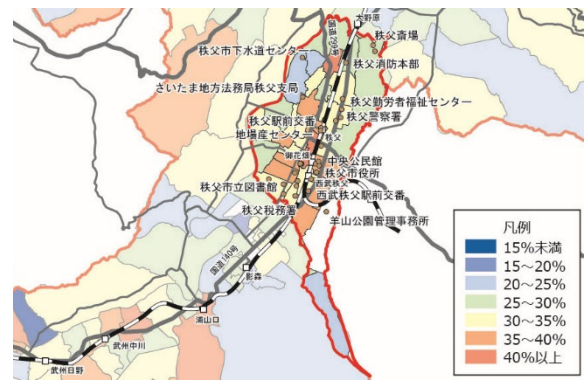 大野原
国道299号
秩父斎場
秩父市下水道センター
秩父消防本部
さいたま地方法務局秩父支局
秩父勤労者福祉センター
秩父警察署
秩父駅前交番
地場産センター
秩父
御花畑
中央公民館
秩父市役所
西武秩父
秩父市立図書館
西武秩父駅前交番
秩父税務署
羊山公園管理事務所
国道140号
影森
浦山口
武州中川
武州日野
凡例
15%未満
15～20%
20～25%
25～30%
30～35%
35～40%
40%以上